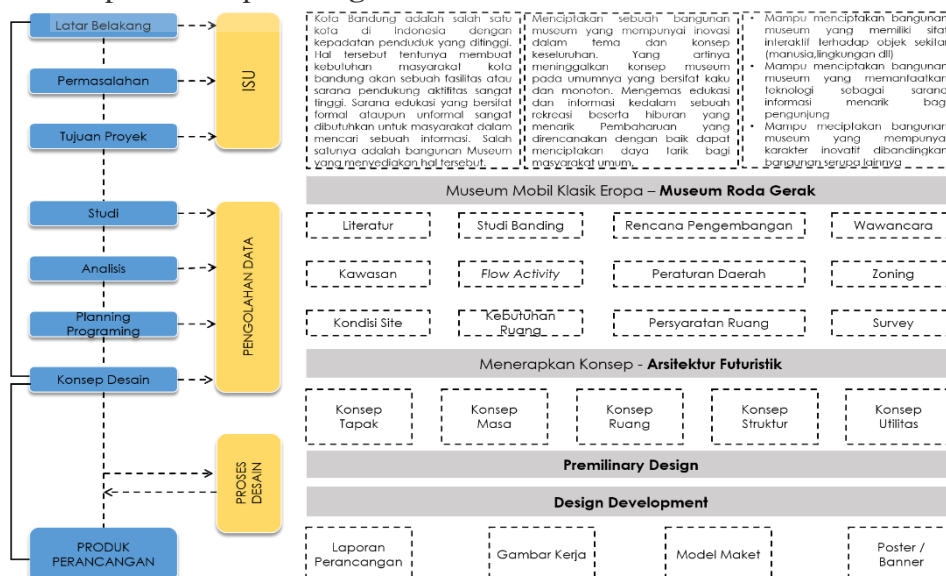 Latar Belakang
Permasalahan
Tujuan Proyek
Studi
Analisis
Planning
Programing
Konsep Desain
PRODUK
PERANCANGAN
ISU
PENGOLAHAN DATA
PROSES
DESAIN
Kota Bandung adalah salah satu
kota di Indonesia dengan
kepadatan penduduk yang ditinggi.
Hal tersebut tentunya membuat
kebutuhan masyarakat kota
bandung akan sebuah fasilitas atau
sarana pendukung aktifitas sangat
tinggi. Sarana edukasi yang bersifat
formal ataupun unformal sangat
dibutuhkan untuk masyarakat dalam
mencari sebuah informasi. Salah
satunya adalah bangunan Museum
yang menyediakan hal tersebut.
Menciptakan sebuah bangunan
museum yang mempunyai inovasi
dalam tema dan konsep
keseluruhan. Yang artinya
meninggalkan konsep museum
pada umumnya yang bersifat kaku
dan monoton. Mengemas edukasi
dan informasi kedalam sebuah
rekreasi beserta hiburan yang
menarik Pembaharuan yang
direncanakan dengan baik dapat
menciptakan daya tarik bagi
masyarakat umum.
• Mampu menciptakan bangunan
museum yang memiliki sifat
interaktif terhadap objek sekitar
(manusia,lingkungan dll)
• Mampu menciptakan bangunan
museum yang memanfaatkan
teknologi sebagai sarana
informasi menarik bagi
pengunjung
• Mampu meciptakan bangunan
museum yang mempunyai
karakter inovatif dibandingkan
bangunan serupa lainnya
Museum Mobil Klasik Eropa – Museum Roda Gerak
Literatur Studi Banding Rencana Pengembangan Wawancara
Kawasan Flow Activity Peraturan Daerah Zoning
Kondisi Site Kebutuhan Ruang Persyaratan Ruang Survey
Menerapkan Konsep - Arsitektur Futuristik
Konsep Tapak Konsep Masa Konsep Ruang Konsep Struktur Konsep Utilitas
Premilinary Design
Design Development
Laporan Perancangan Gambar Kerja Model Maket Poster / Banner